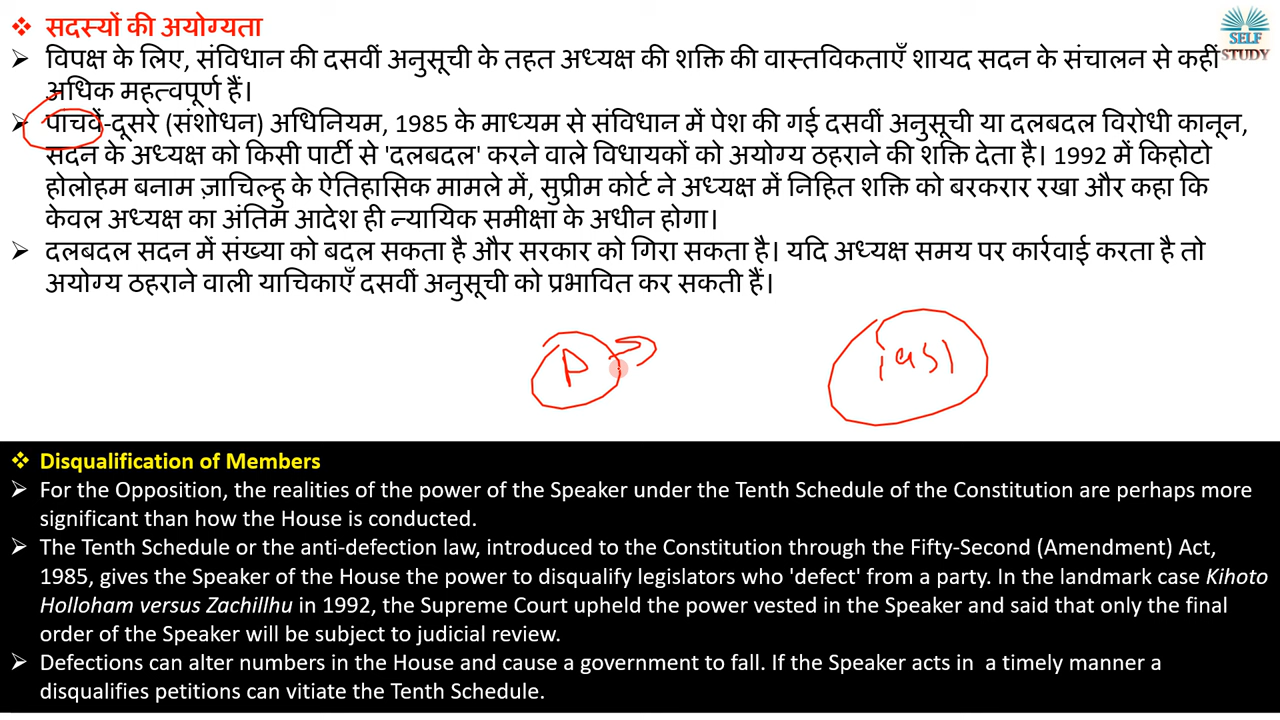 ❖ सदस्यों की अयोग्यता
SELF
STUDY
➢ विपक्ष के लिए, संविधान की दसवीं अनुसूची के तहत अध्यक्ष की शक्ति की वास्तविकताएँ शायद सदन के संचालन से कहीं
अधिक महत्वपूर्ण हैं।
➢ पांचवें-दूसरे (संशोधन) अधिनियम, 1985 के माध्यम से संविधान में पेश की गई दसवीं अनुसूची या दलबदल विरोधी कानून,
सदन के अध्यक्ष को किसी पार्टी से 'दलबदल' करने वाले विधायकों को अयोग्य ठहराने की शक्ति देता है। 1992 में किहोटो
होलोहम बनाम ज़ाचिल्हु के ऐतिहासिक मामले में, सुप्रीम कोर्ट ने अध्यक्ष में निहित शक्ति को बरकरार रखा और कहा कि
केवल अध्यक्ष का अंतिम आदेश ही न्यायिक समीक्षा के अधीन होगा।
➢ दलबदल सदन में संख्या को बदल सकता है और सरकार को गिरा सकता है। यदि अध्यक्ष समय पर कार्रवाई करता है तो
अयोग्य ठहराने वाली याचिकाएँ दसवीं अनुसूची को प्रभावित कर सकती हैं।
P
❖ Disqualification of Members
➢ For the Opposition, the realities of the power of the Speaker under the Tenth Schedule of the Constitution are perhaps more
significant than how the House is conducted.
➢ The Tenth Schedule or the anti-defection law, introduced to the Constitution through the Fifty-Second (Amendment) Act,
1985, gives the Speaker of the House the power to disqualify legislators who 'defect' from a party. In the landmark case Kihoto
Holloham versus Zachillhu in 1992, the Supreme Court upheld the power vested in the Speaker and said that only the final
order of the Speaker will be subject to judicial review.
➢ Defections can alter numbers in the House and cause a government to fall. If the Speaker acts in a timely manner a
disqualifies petitions can vitiate the Tenth Schedule.